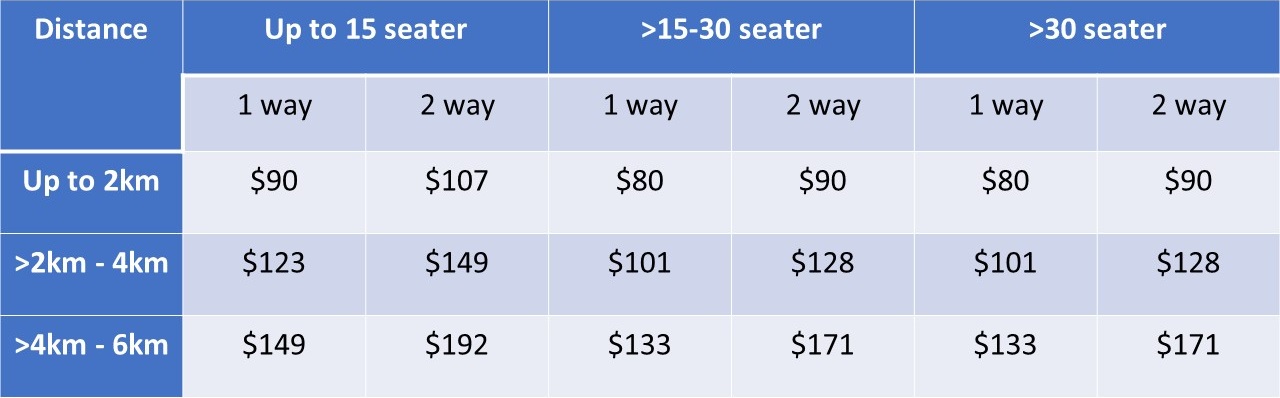 Distance Up to 15 seater >15-30 seater >30 seater
1 way 2 way 1 way 2 way 1 way 2 way
Up to 2km $90 $107 $80 $90 $80 $90
>2km - 4km $123 $149 $101 $128 $101 $128
>4km - 6km $149 $192 $133 $171 $133 $171